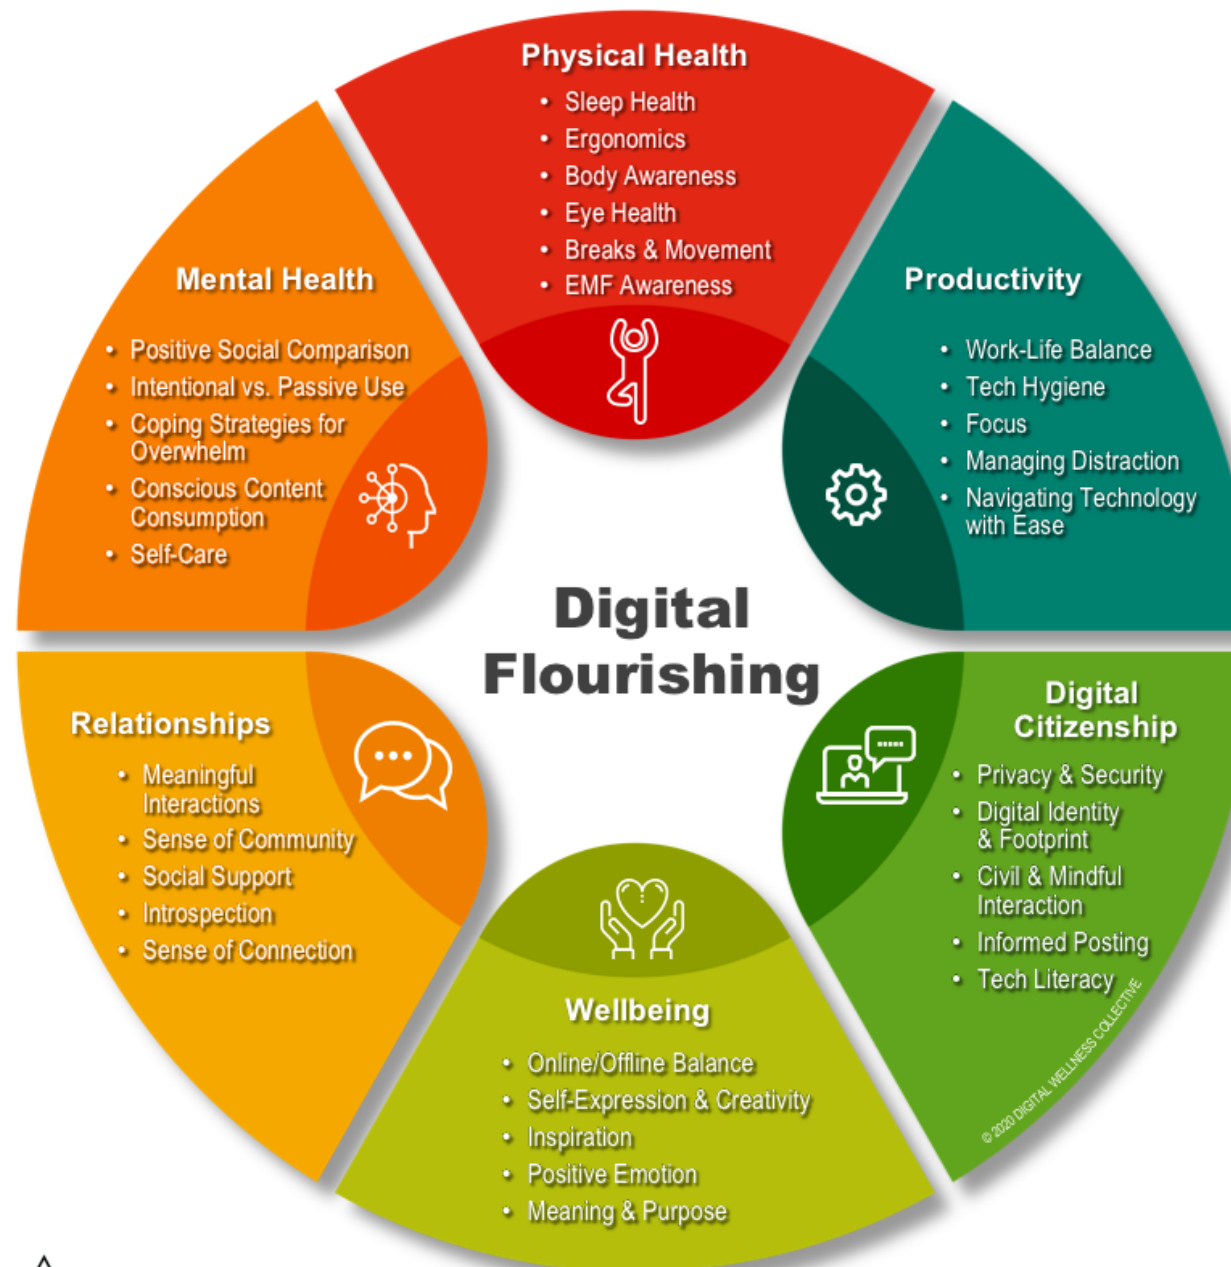 Physical Health
• Sleep Health
• Ergonomics
• Body Awareness
• Eye Health
• Breaks & Movement
• EMF Awareness
Productivity
• Work-Life Balance
• Tech Hygiene
• Focus
• Managing Distraction
• Navigating Technology
with Ease
Digital
Citizenship
• Privacy & Security
• Digital Identity
& Footprint
• Civil & Mindful
Interaction
• Informed Posting
• Tech Literacy
© 2020 DIGITAL WELLNESS COLLECTIVE
Wellbeing
• Online/Offline Balance
• Self-Expression & Creativity
• Inspiration
• Positive Emotion
• Meaning & Purpose
Relationships
• Meaningful
Interactions
• Sense of Community
• Social Support
• Introspection
• Sense of Connection
Mental Health
• Positive Social Comparison
• Intentional vs. Passive Use
• Coping Strategies for
Overwhelm
• Conscious Content
Consumption
• Self-Care
Digital
Flourishing